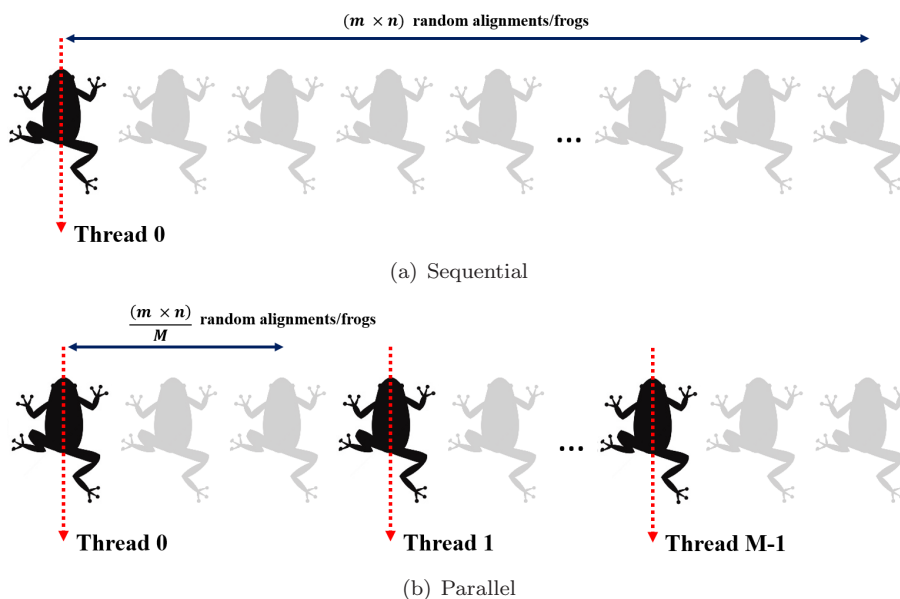 (m × n) random alignments/frogs
...
Thread 0
(a) Sequential
(m × n)
M
random alignments/frogs
...
Thread 0
Thread 1
Thread M-1
(b) Parallel